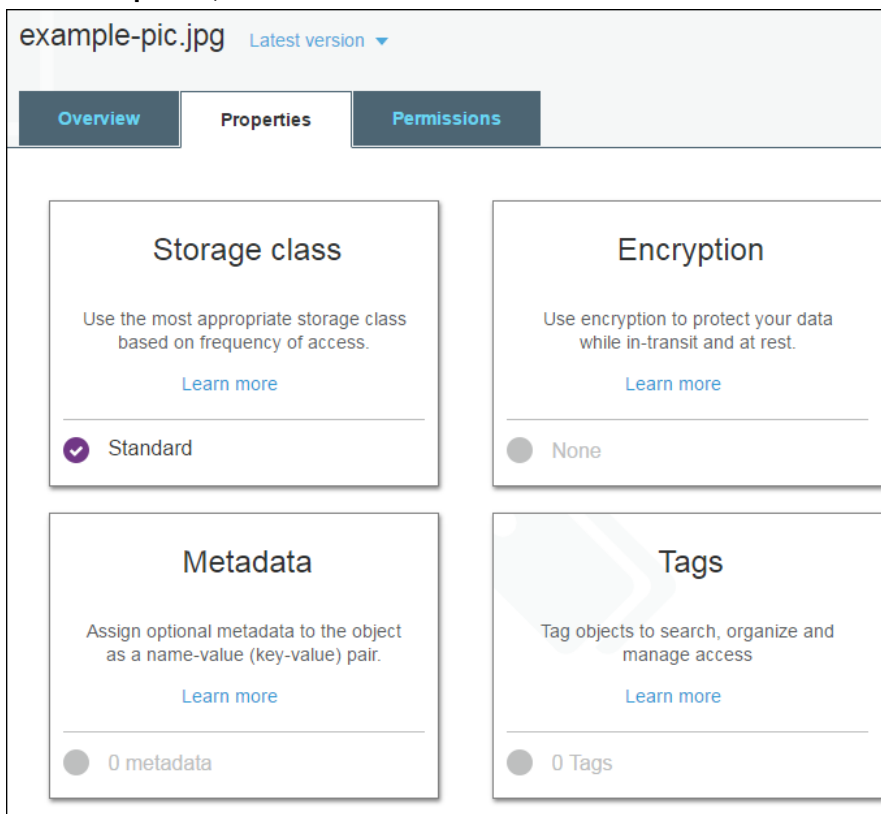 example-pic.jpg Latest version
Overview Properties Permissions
Storage class
Use the most appropriate storage class
based on frequency of access.
Learn more
Standard
Encryption
Use encryption to protect your data
while in-transit and at rest.
Learn more
None
Metadata
Assign optional metadata to the object
as a name-value (key-value) pair.
Learn more
0 metadata
Tags
Tag objects to search, organize and
manage access
Learn more
0 Tags